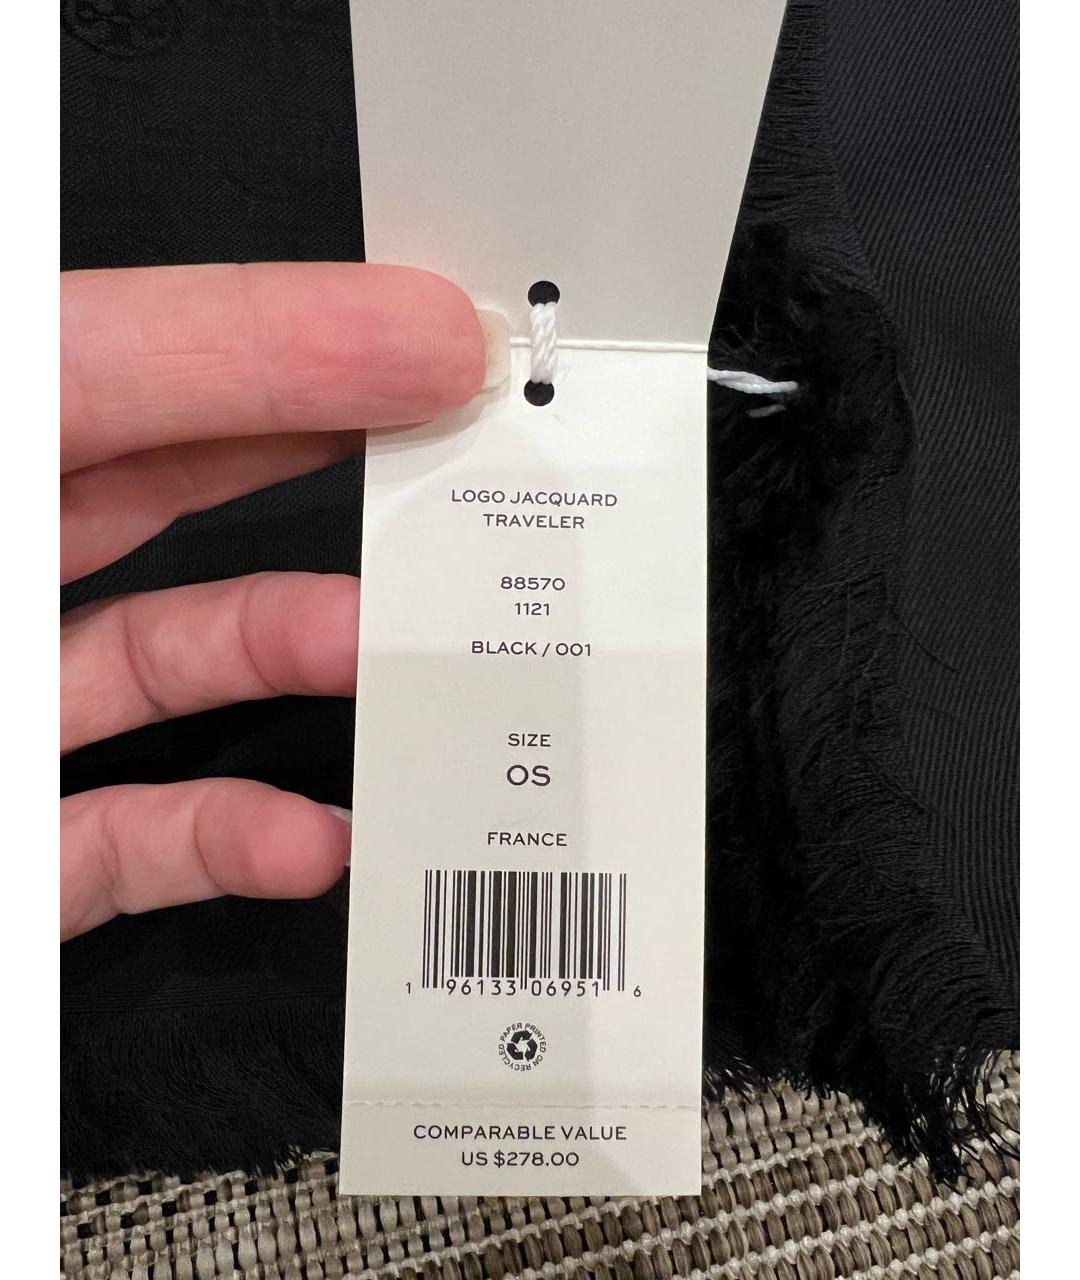 LOGO JACQUARD
TRAVELER
88570
1121
BLACK / 001
SIZE
OS
FRANCE
1 96133 06951 6
PAPER PRINTED ON RECYCLED
COMPARABLE VALUE
US $278.00